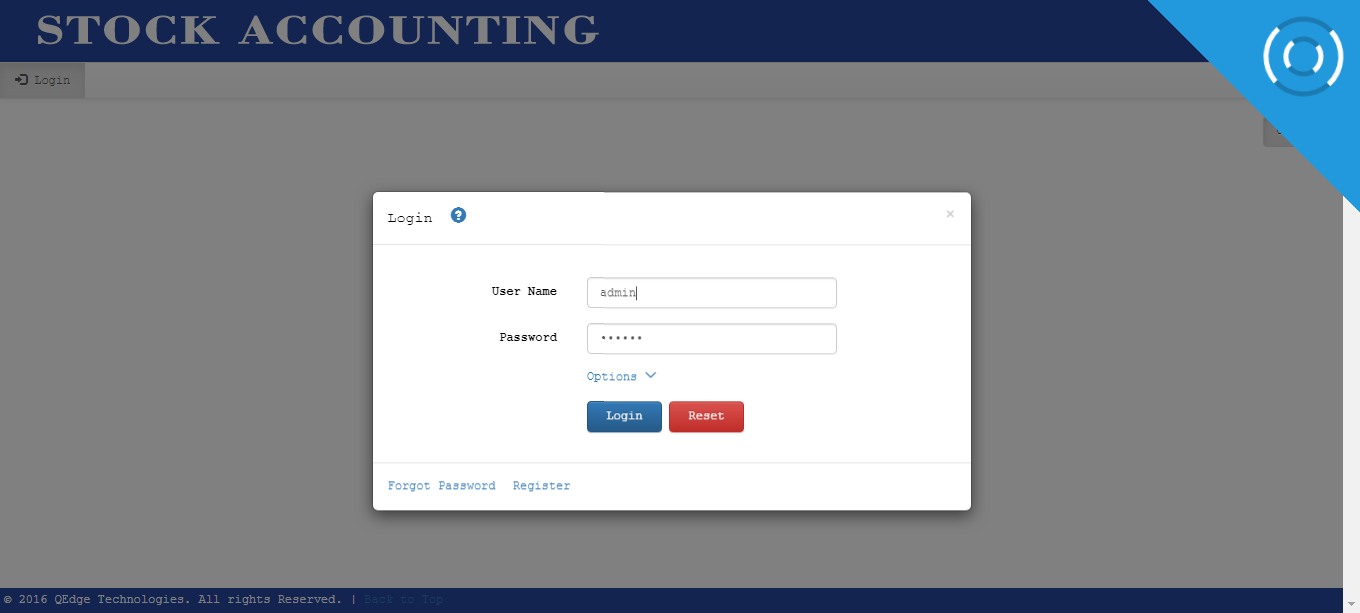 STOCK ACCOUNTING
Login
Login
User Name admin
Password ••••••
Options
Login Reset
Forgot Password Register
© 2016 QEdge Technologies. All rights Reserved. | Back to Top